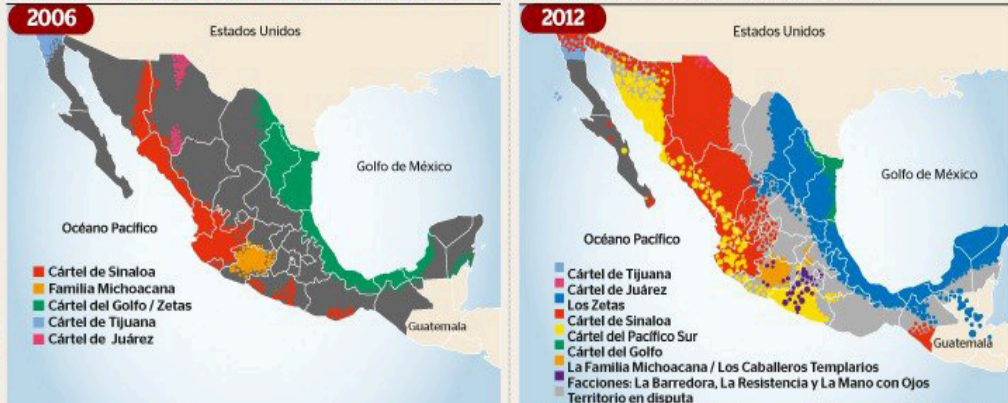 2006
Estados Unidos
Golfo de México
Océano Pacífico
Cártel de Sinaloa
Familia Michoacana
Cártel del Golfo / Zetas
Cártel de Tijuana
Cártel de Juárez
Guatemala
2012
Estados Unidos
Golfo de México
Océano Pacífico
Cártel de Tijuana
Cártel de Juárez
Los Zetas
Cártel de Sinaloa
Cártel del Pacífico Sur
Cártel del Golfo
La Familia Michoacana / Los Caballeros Templarios
Facciones: La Barredora, La Resistencia y La Mano con Ojos
Territorio en disputa
Guatemala